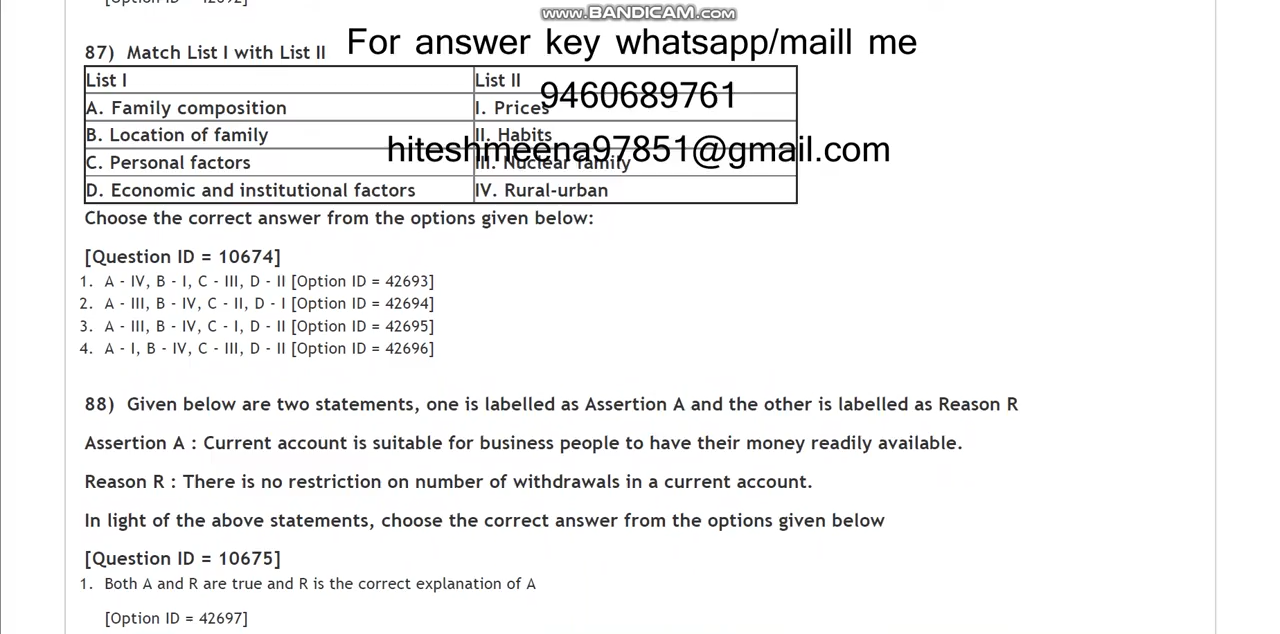 [Option ID = 42692]
www.BANDICAM.com
87) Match List I with List II
For answer key whatsapp/maill me
9460689761
hiteshmeena97851@gmail.com
List I List II
A. Family composition I. Prices
B. Location of family II. Habits
C. Personal factors III. Nuclear family
D. Economic and institutional factors IV. Rural-urban
Choose the correct answer from the options given below:
[Question ID = 10674]
1. A - IV, B - I, C - III, D - II [Option ID = 42693]
2. A - III, B - IV, C - II, D - I [Option ID = 42694]
3. A - III, B - IV, C - I, D - II [Option ID = 42695]
4. A - I, B - IV, C - III, D - II [Option ID = 42696]
88) Given below are two statements, one is labelled as Assertion A and the other is labelled as Reason R
Assertion A : Current account is suitable for business people to have their money readily available.
Reason R : There is no restriction on number of withdrawals in a current account.
In light of the above statements, choose the correct answer from the options given below
[Question ID = 10675]
1. Both A and R are true and R is the correct explanation of A
[Option ID = 42697]